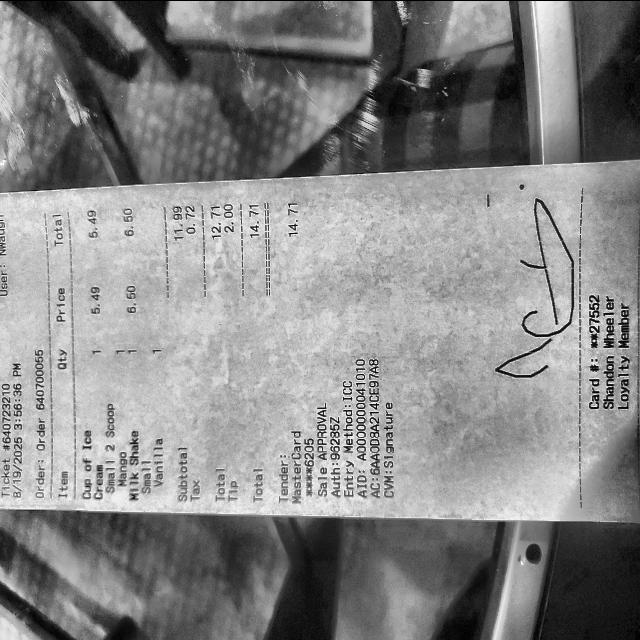 User:
Ticket #640723210
8/19/2025 3:56:36 PM
Order: Order 640700055
Item Qty Price Total
Cup of Ice 1 5.49 5.49
Cream
Small 2 Scoop 1
Mango 1
Milk Shake 1 6.50 6.50
Small
Vanilla 1
Subtotal 11.99
Tax 0.72
Total 12.71
Tip 2.00
Total 14.71
Tender:
MasterCard 14.71
Sale APPROVAL
Entry Method: ICC
AID: A0000000041010
AC:6AA0D8A214CE97A8
CVM:Signature
Card #: **27552
Shandon Wheeler
Loyalty Member